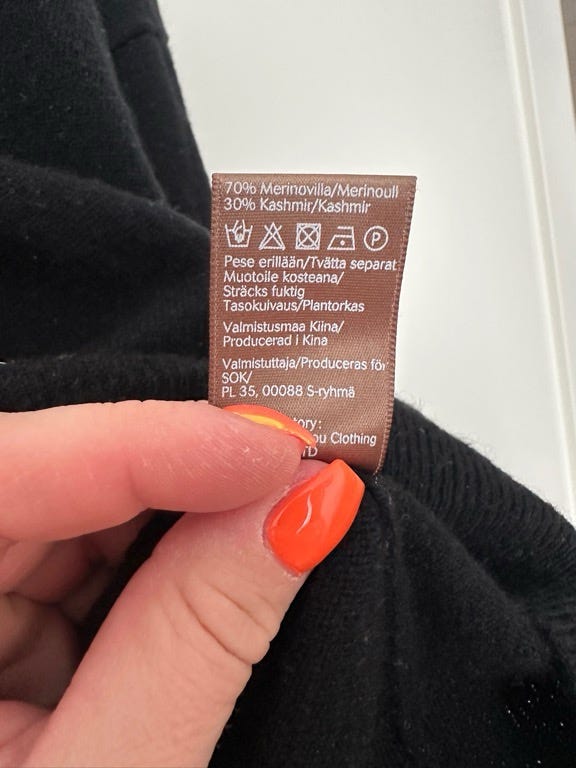 70% Merinovilla/Merinoull
30% Kashmir/Kashmir
P
Pese erillään/Tvätta separat
Muotoile kosteana/
Sträcks fuktig
Tasokuivaus/Plantorkas
Valmistusmaa Kiina/
Producerad i Kina
Valmistuttaja/Produceras för
SOK/
PL 35, 00088 S-ryhmä
Clothing